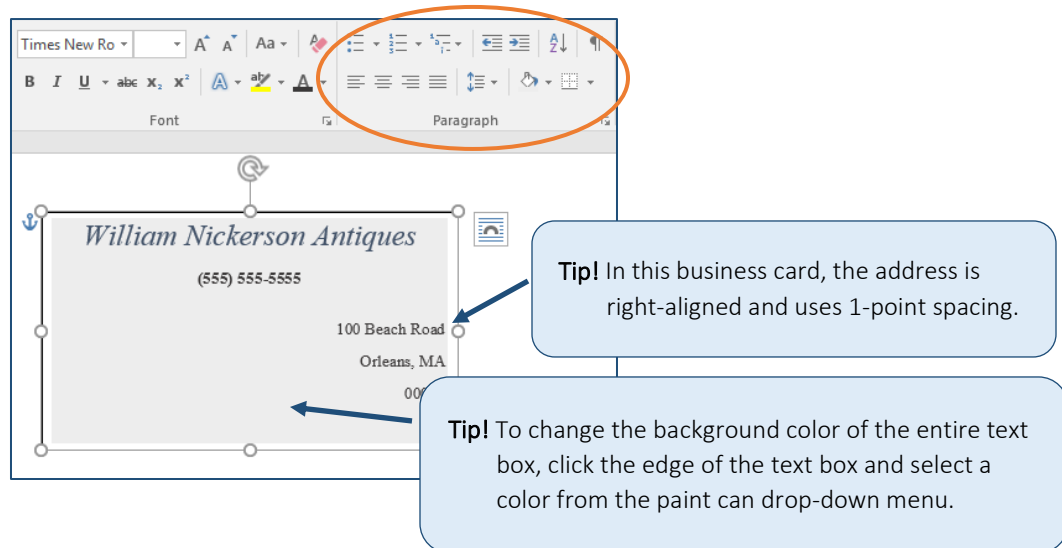 Times New Ro
Aa
B I U abc x₂ x² A aby A
Font
Paragraph
William Nickerson Antiques
(555) 555-5555
100 Beach Road
Orleans, MA
Tip! In this business card, the address is
right-aligned and uses 1-point spacing.
Tip! To change the background color of the entire text
box, click the edge of the text box and select a
color from the paint can drop-down menu.